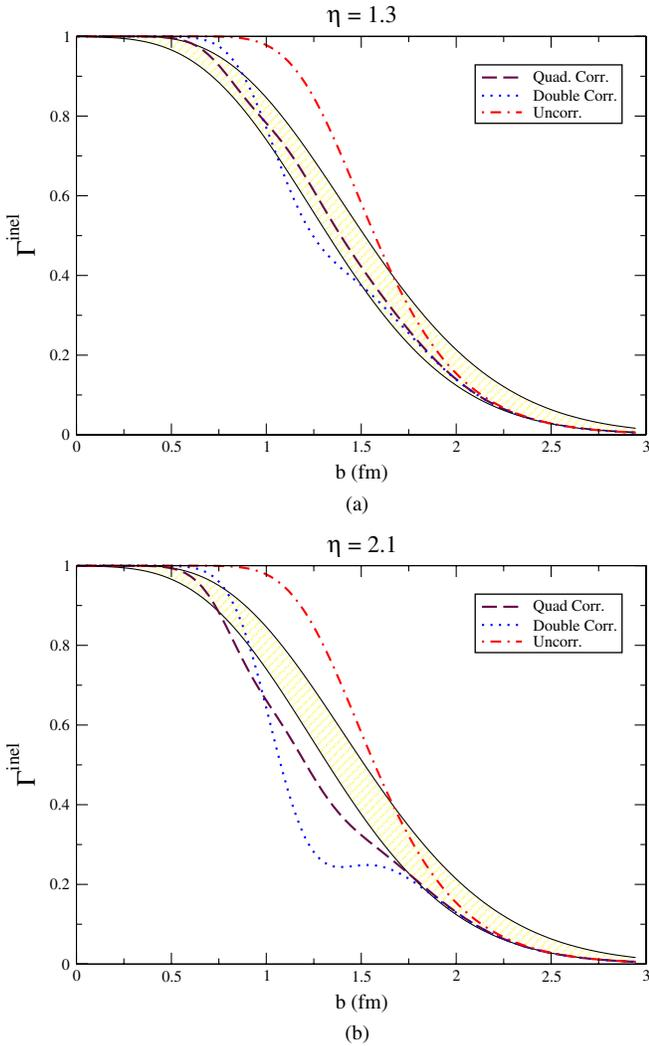 η = 1.3
1
0.8
0.6
0.4
0.2
0
Γ^inel
Quad. Corr.
Double Corr.
Uncorr.
0 0.5 1 1.5 2 2.5 3
b (fm)
(a)
η = 2.1
1
0.8
0.6
0.4
0.2
0
Γ^inel
Quad Corr.
Double Corr.
Uncorr.
0 0.5 1 1.5 2 2.5 3
b (fm)
(b)